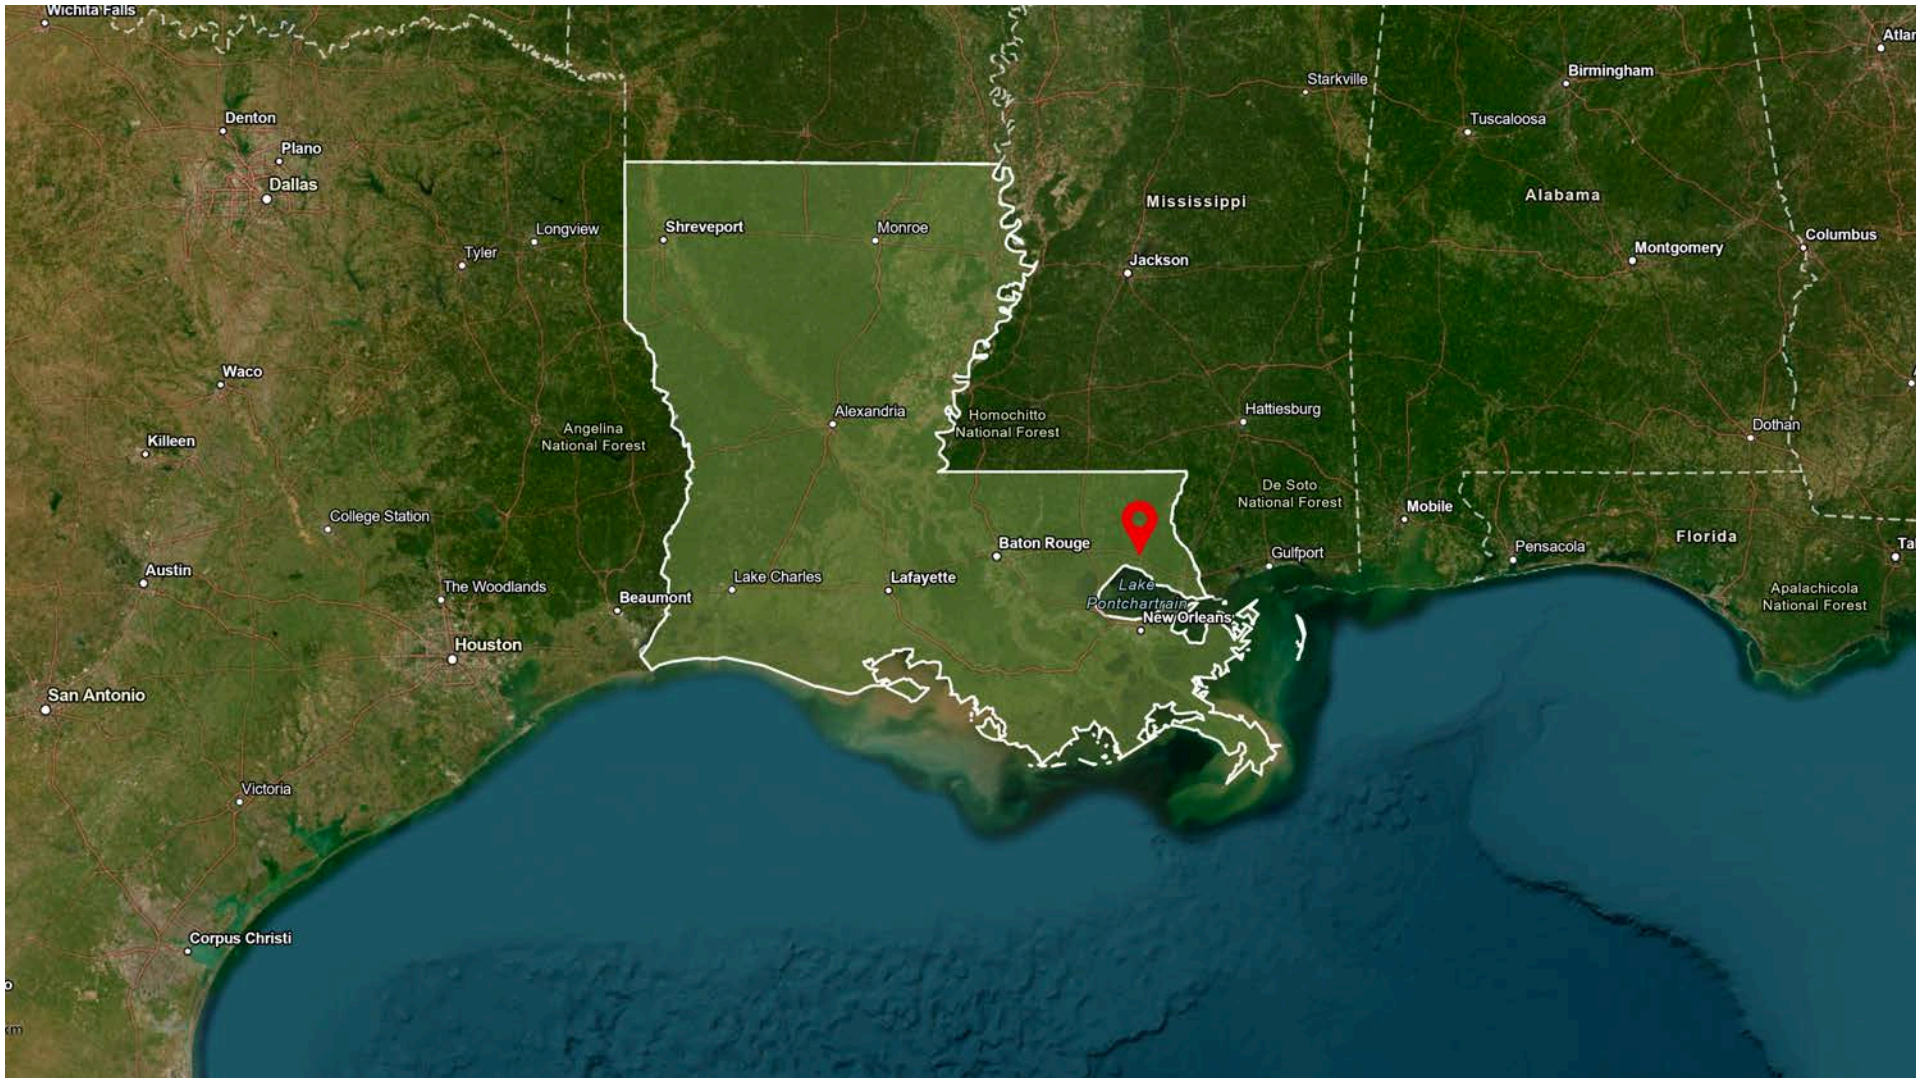 Wichita Falls
Atlan
Birmingham
Starkville
Denton
Tuscaloosa
Plano
Dallas
Mississippi
Alabama
Longview
Shreveport
Monroe
Columbus
Tyler
Montgomery
Jackson
Waco
Alexandria
Hattiesburg
Homochitto
National Forest
Angelina
National Forest
Dothan
Killeen
De Soto
National Forest
Mobile
College Station
Florida
Baton Rouge
Pensacola
Gulfport
Tal
Austin
Lake Charles
Lafayette
The Woodlands
Lake
Pontchartrain
Apalachicola
National Forest
Beaumont
New Orleans
Houston
San Antonio
Victoria
Corpus Christi